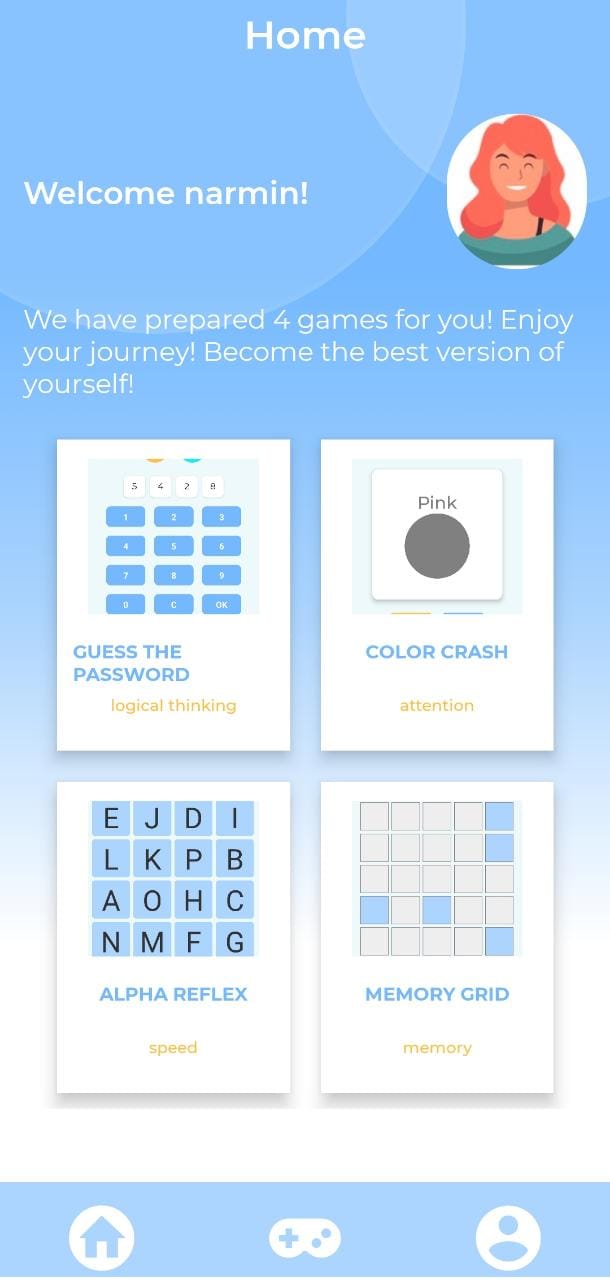 Home
Welcome narmin!
We have prepared 4 games for you! Enjoy
your journey! Become the best version of
yourself!
5 4 2 8
1 2 3
4 5 6
7 8 9
0 C OK
GUESS THE
PASSWORD
logical thinking
Pink
COLOR CRASH
attention
E J D I
L K P B
A O H C
N M F G
ALPHA REFLEX
speed
MEMORY GRID
memory